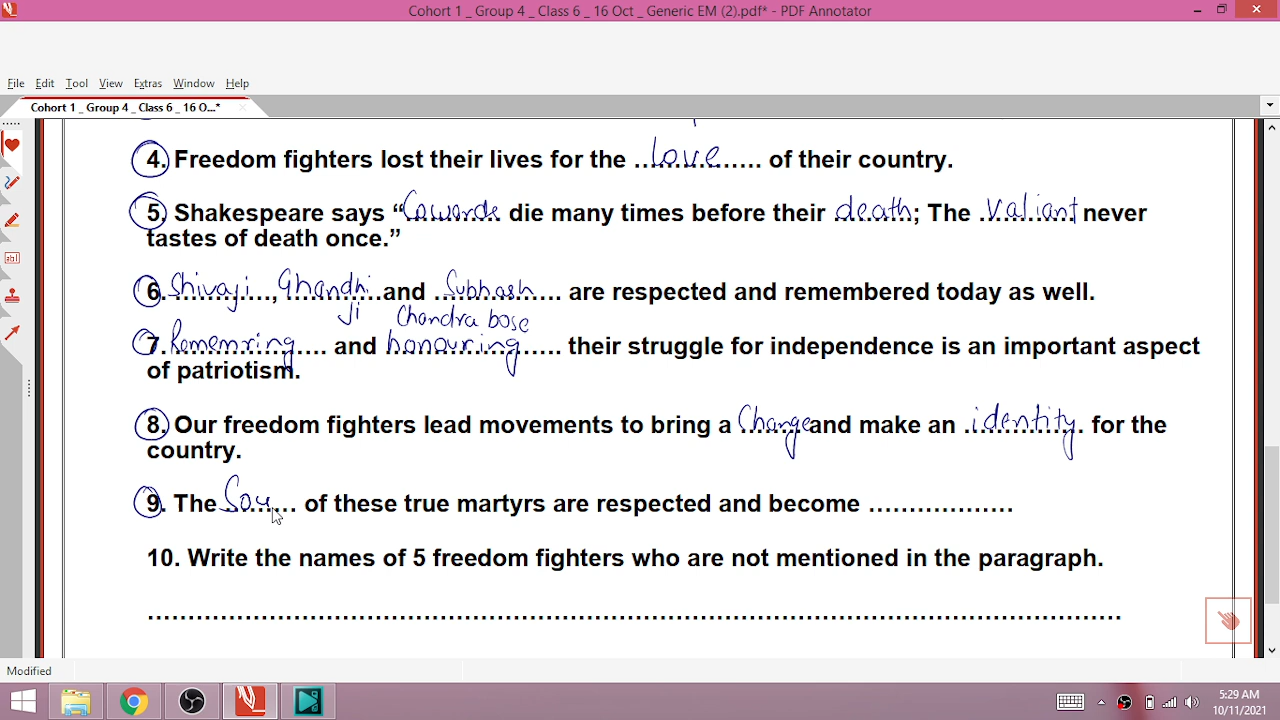 Cohort 1 _ Group 4 _ Class 6 _ 16 Oct _ Generic EM (2).pdf* - PDF Annotator
File Edit Tool View Extras Window Help
Cohort 1 _ Group 4 _ Class 6 _ 16 O...*
4. Freedom fighters lost their lives for the ...love... of their country.
5. Shakespeare says “Cowards die many times before their death; The valiant never
tastes of death once.”
6. Shivaji, Ghandhi and Subhash are respected and remembered today as well.
ji Chandra bose
7. Rememring and honouring their struggle for independence is an important aspect
of patriotism.
8. Our freedom fighters lead movements to bring a Change and make an identity for the
country.
9. The Sou of these true martyrs are respected and become ..................
10. Write the names of 5 freedom fighters who are not mentioned in the paragraph.
Modified
5:29 AM
10/11/2021